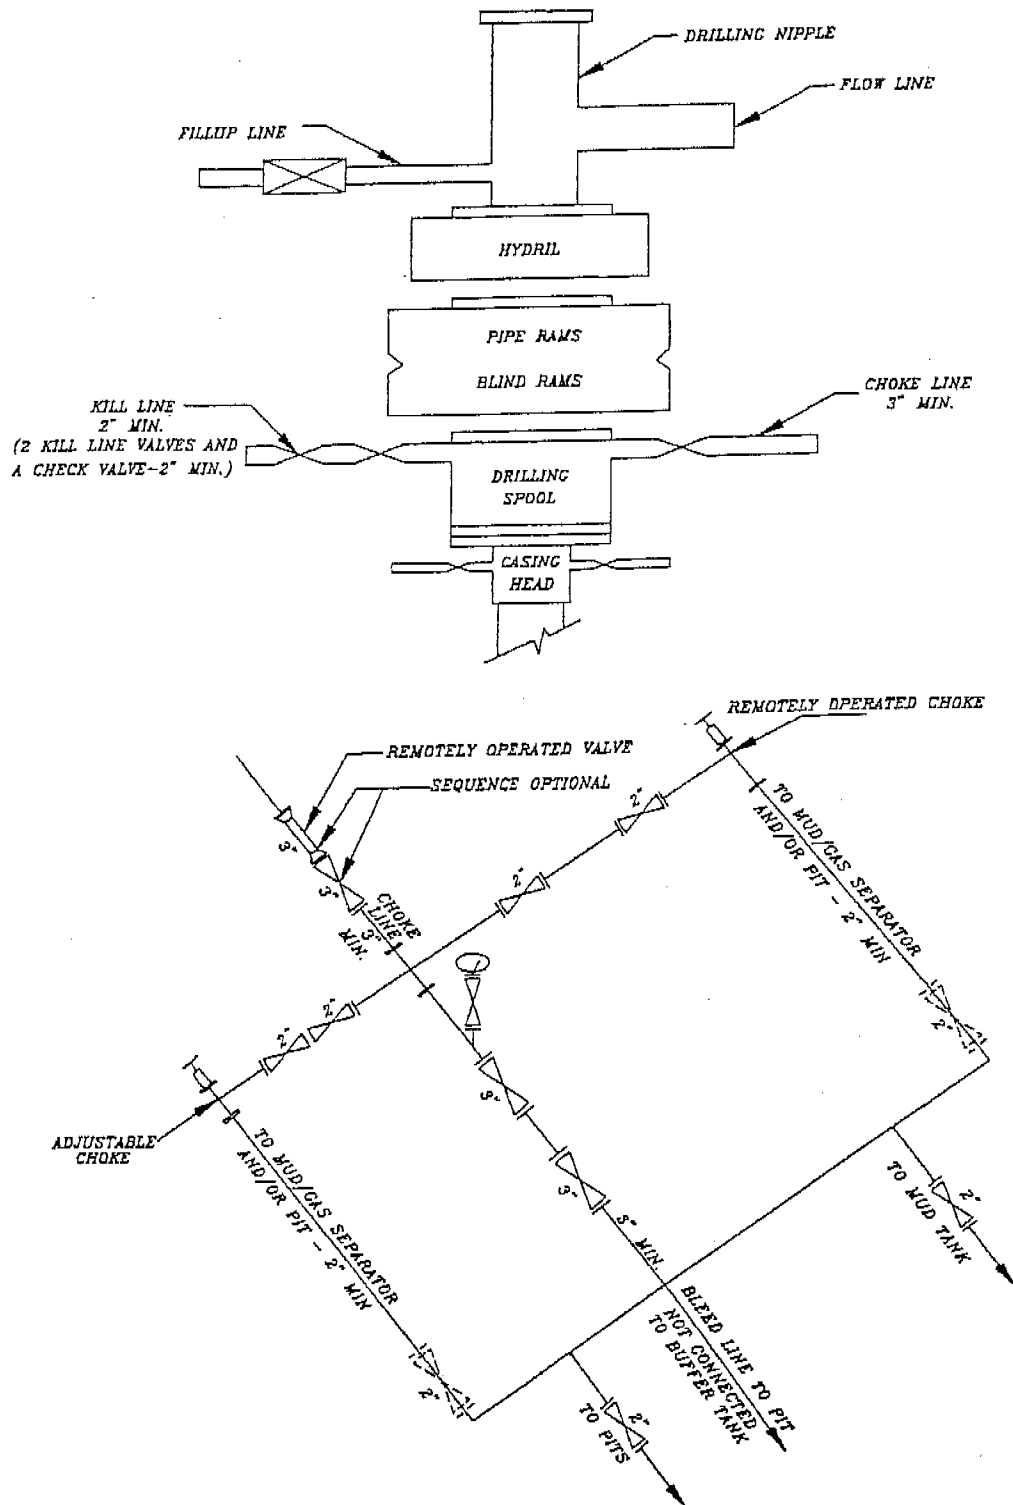 DRILLING NIPPLE
FLOW LINE
FILLUP LINE
HYDRIL
PIPE RAMS
BLIND RAMS
CHOKE LINE
3" MIN.
KILL LINE
2" MIN.
(2 KILL LINE VALVES AND
A CHECK VALVE-2" MIN.)
DRILLING
SPOOL
CASING
HEAD
REMOTELY OPERATED CHOKE
REMOTELY OPERATED VALVE
SEQUENCE OPTIONAL
3"
3"
CHOKE
LINE
3"
MIN.
2"
2"
2"
2"
TO MUD/GAS SEPARATOR
AND/OR PIT - 2" MIN
2"
3"
3"
3" MIN.
ADJUSTABLE
CHOKE
TO MUD/GAS SEPARATOR
AND/OR PIT - 2" MIN
2"
2"
TO MUD TANK
BLEED LINE TO PIT
NOT CONNECTED
TO BUFFER TANK
2"
TO PITS